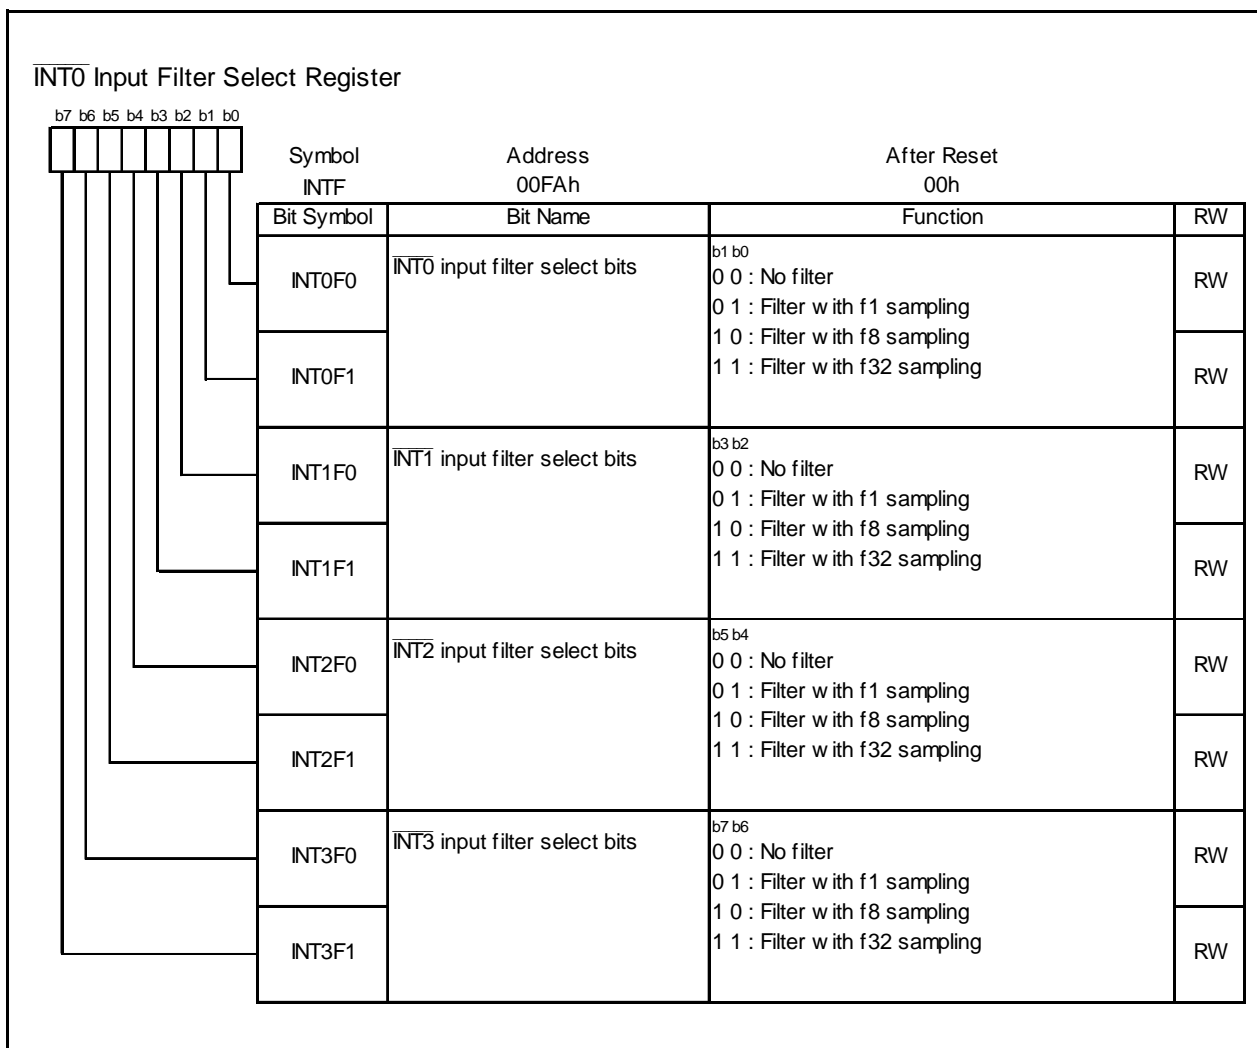 INT0 Input Filter Select Register
b7 b6 b5 b4 b3 b2 b1 b0
Symbol Address After Reset
INTF 00FAh 00h
Bit Symbol Bit Name Function RW
INT0F0 INT0 input filter select bits b1 b0 RW
0 0 : No filter
0 1 : Filter with f1 sampling
1 0 : Filter with f8 sampling
1 1 : Filter with f32 sampling
INT0F1 RW
INT1F0 INT1 input filter select bits b3 b2 RW
0 0 : No filter
0 1 : Filter with f1 sampling
1 0 : Filter with f8 sampling
1 1 : Filter with f32 sampling
INT1F1 RW
INT2F0 INT2 input filter select bits b5 b4 RW
0 0 : No filter
0 1 : Filter with f1 sampling
1 0 : Filter with f8 sampling
1 1 : Filter with f32 sampling
INT2F1 RW
INT3F0 INT3 input filter select bits b7 b6 RW
0 0 : No filter
0 1 : Filter with f1 sampling
1 0 : Filter with f8 sampling
1 1 : Filter with f32 sampling
INT3F1 RW